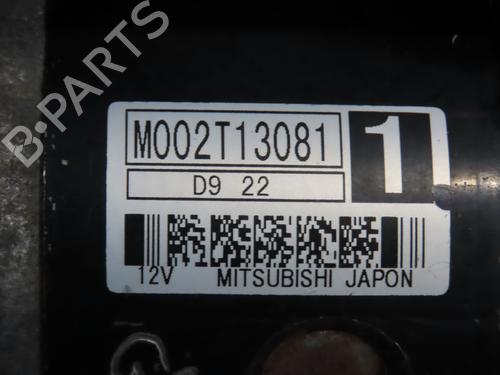 M002T13081
1
D9 22
12V MITSUBISHI JAPON
B-PARTS